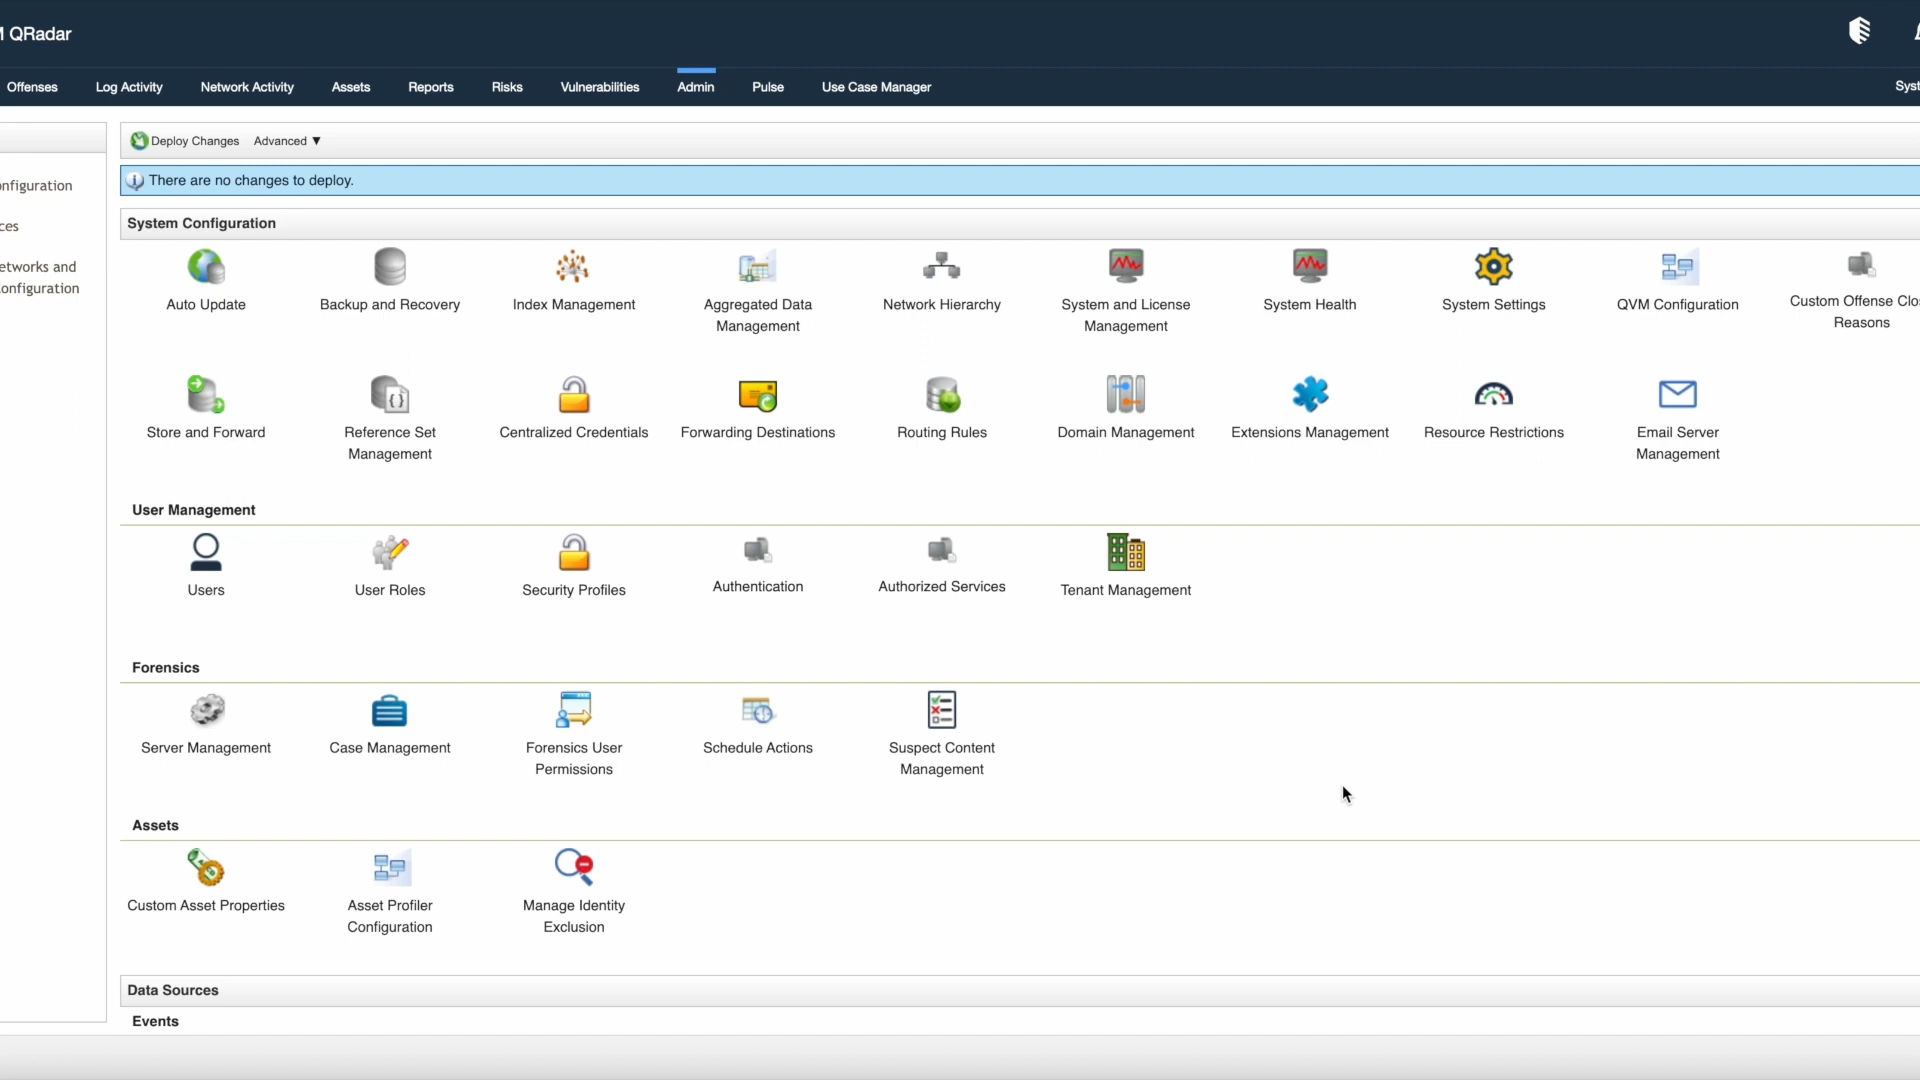 QRadar
Offenses Log Activity Network Activity Assets Reports Risks Vulnerabilities Admin Pulse Use Case Manager
Deploy Changes Advanced ▼
There are no changes to deploy.
System Configuration
Auto Update
Backup and Recovery
Index Management
Aggregated Data
Management
Network Hierarchy
System and License
Management
System Health
System Settings
QVM Configuration
Custom Offense Clo
Reasons
Store and Forward
Reference Set
Management
Centralized Credentials
Forwarding Destinations
Routing Rules
Domain Management
Extensions Management
Resource Restrictions
Email Server
Management
User Management
Users
User Roles
Security Profiles
Authentication
Authorized Services
Tenant Management
Forensics
Server Management
Case Management
Forensics User
Permissions
Schedule Actions
Suspect Content
Management
Assets
Custom Asset Properties
Asset Profiler
Configuration
Manage Identity
Exclusion
Data Sources
Events
nfiguration
ces
etworks and
onfiguration
Syst